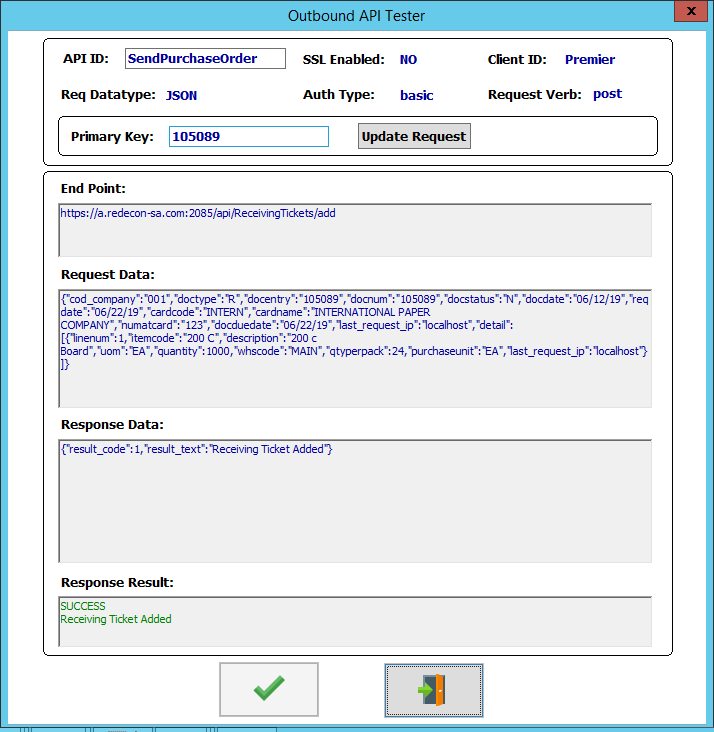 Outbound API Tester
x
API ID: SendPurchaseOrder SSL Enabled: NO Client ID: Premier
Req Datatype: JSON Auth Type: basic Request Verb: post
Primary Key: 105089 Update Request
End Point:
https://a.redecon-sa.com:2085/api/ReceivingTickets/add
Request Data:
{"cod_company":"001","doctype":"R","docentry":"105089","docnum":"105089","docstatus":"N","docdate":"06/12/19","req
date":"06/22/19","cardcode":"INTERN","cardname":"INTERNATIONAL PAPER
COMPANY","numatcard":"123","docduedate":"06/22/19","last_request_ip":"localhost","detail":
[{"linenum":1,"itemcode":"200 C","description":"200 c
Board","uom":"EA","quantity":1000,"whscode":"MAIN","qtyperpack":24,"purchaseunit":"EA","last_request_ip":"localhost"}
]}
Response Data:
{"result_code":1,"result_text":"Receiving Ticket Added"}
Response Result:
SUCCESS
Receiving Ticket Added